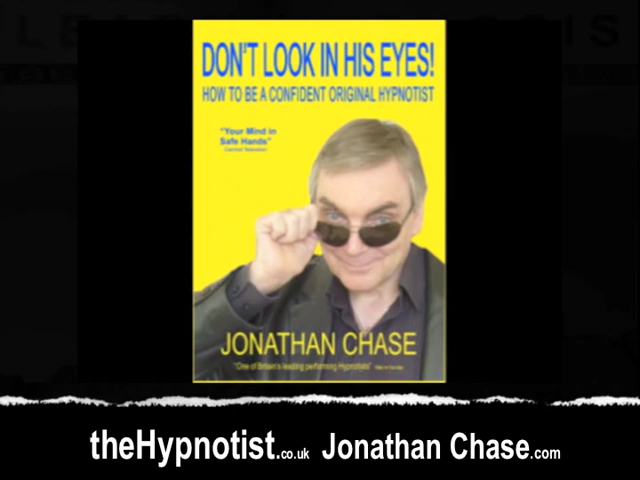 DON'T LOOK IN HIS EYES!
HOW TO BE A CONFIDENT ORIGINAL HYPNOTIST
"Your Mind in
Safe Hands"
JONATHAN CHASE
"One of Britain's leading performing Hypnotists"
theHypnotist.co.uk Jonathan Chase.com